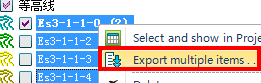 等高线
Es3-1-1-0 (2)
Es3-1-1-2
Select and show in Proje
Es3-1-1-3
Export multiple items . .
Es3-1-1-